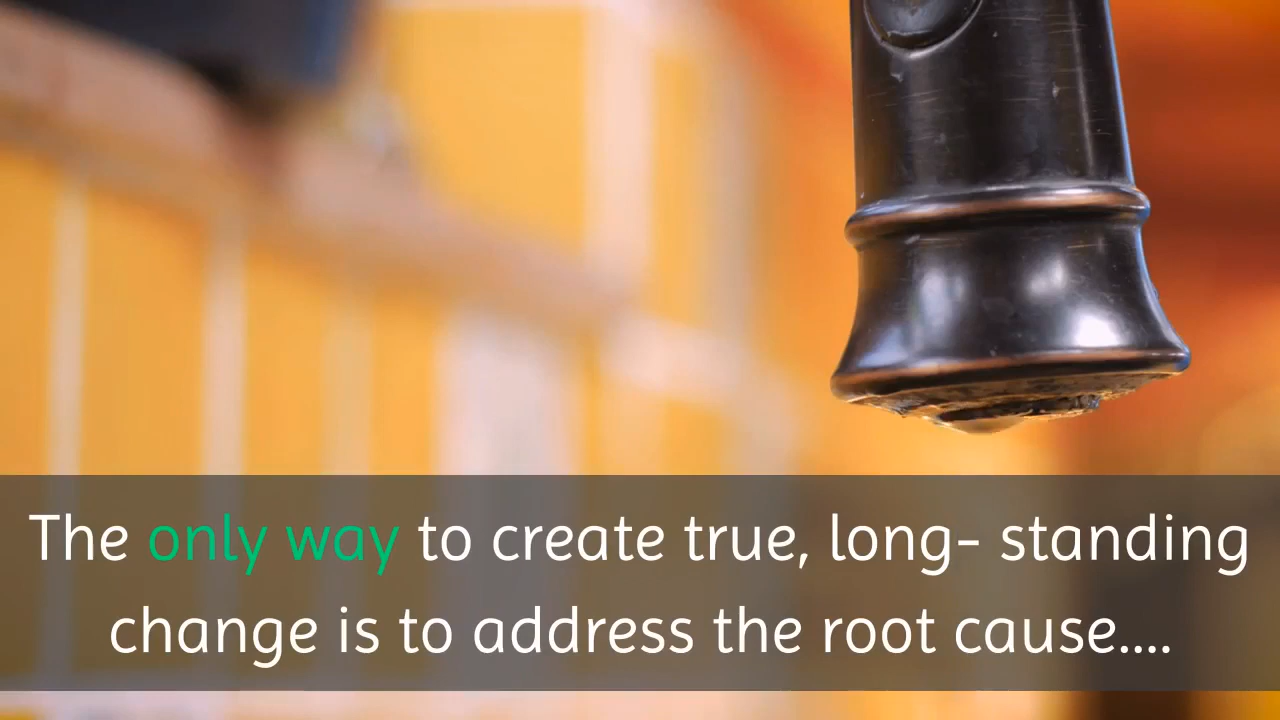 The only way to create true, long- standing
change is to address the root cause....